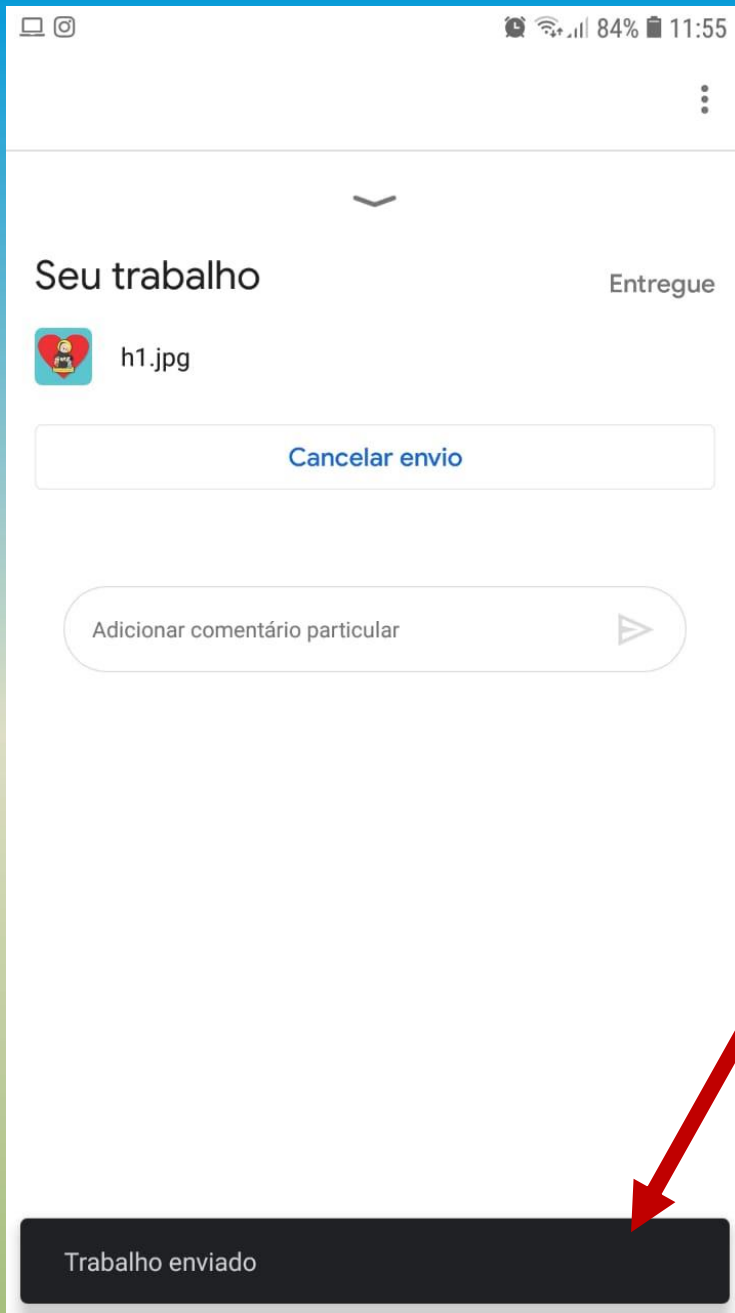 84% 11:55
Seu trabalho
Entregue
h1.jpg
Cancelar envio
Adicionar comentário particular
Trabalho enviado